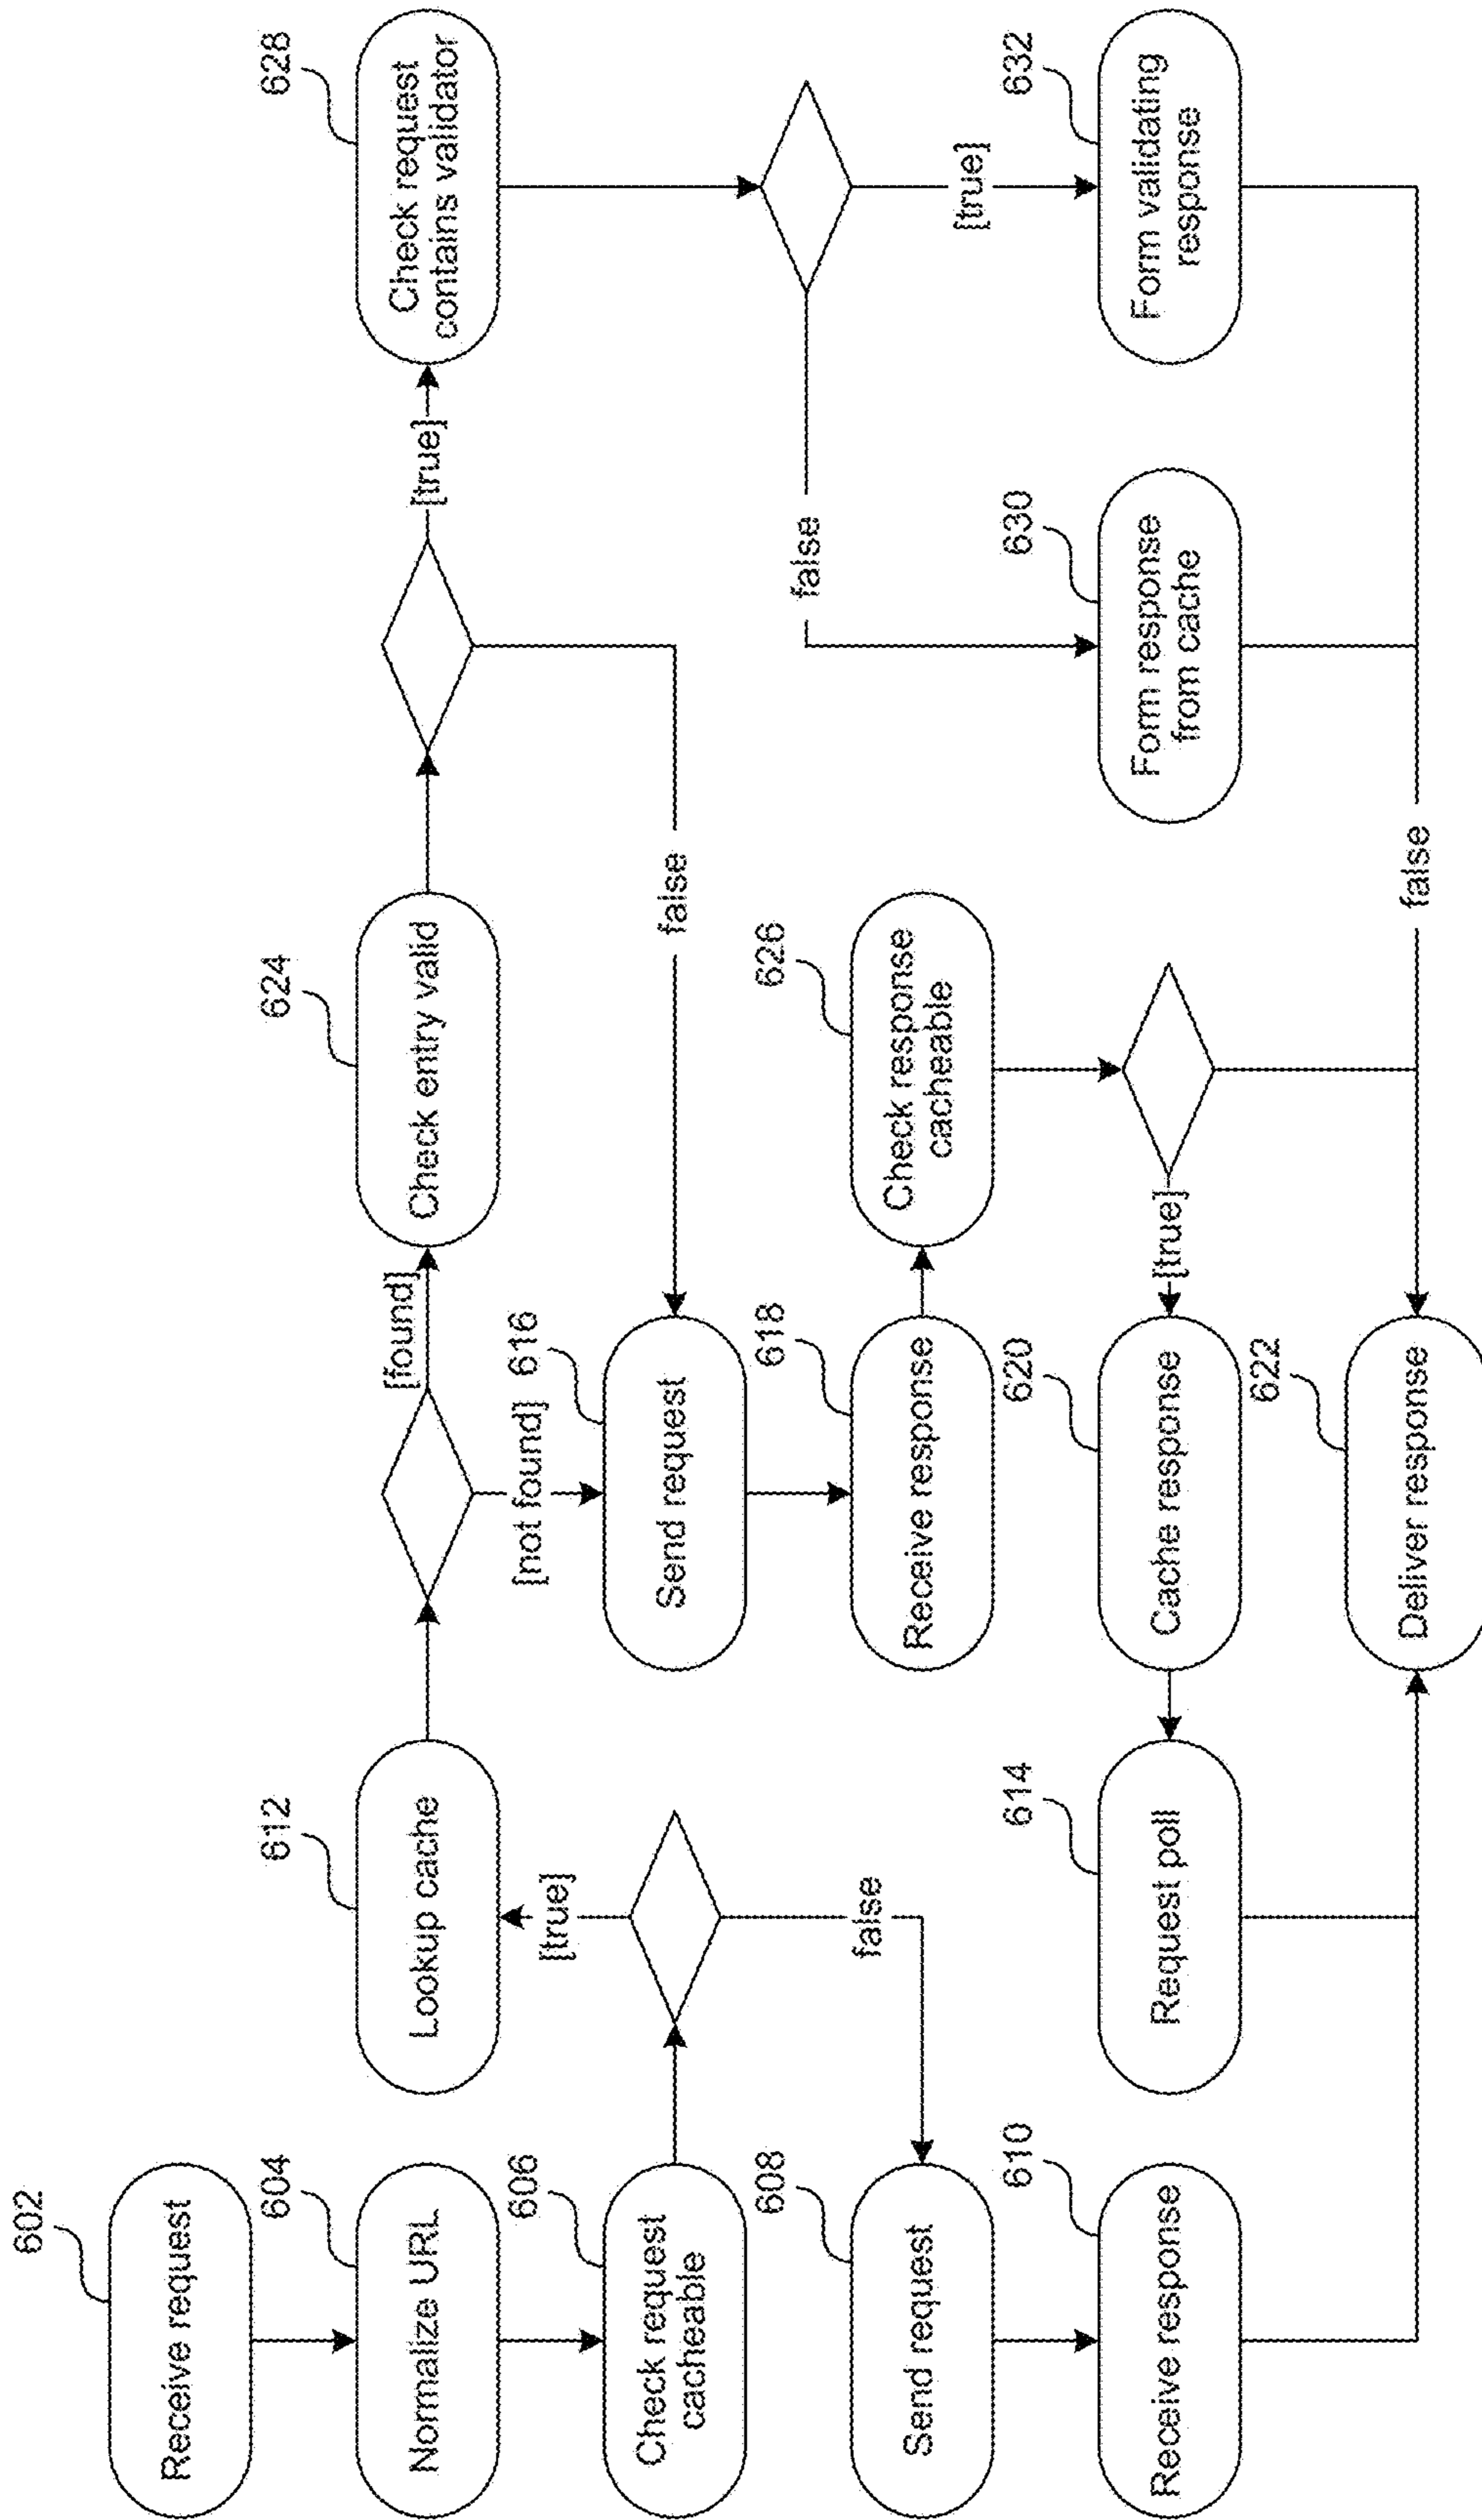 602
Receive request
604
Normalize URL
606
Check request
cacheable
[true]
false
608
Send request
610
Receive response
612
Lookup cache
[found]
[not found]
614
Request poll
616
Send request
618
Receive response
620
Cache response
622
Deliver response
624
Check entry valid
[true]
false
626
Check response
cacheable
[true]
false
628
Check request
contains validator
[true]
false
630
Form response
from cache
632
Form validating
response